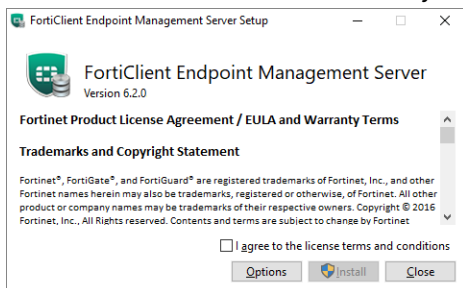 FortiClient Endpoint Management Server Setup
FortiClient Endpoint Management Server
Version 6.2.0
Fortinet Product License Agreement / EULA and Warranty Terms
Trademarks and Copyright Statement
Fortinet®, FortiGate®, and FortiGuard® are registered trademarks of Fortinet, Inc., and other
Fortinet names herein may also be trademarks, registered or otherwise, of Fortinet. All other
product or company names may be trademarks of their respective owners. Copyright © 2016
Fortinet, Inc., All Rights reserved. Contents and terms are subject to change by Fortinet
I agree to the license terms and conditions
Options Install Close